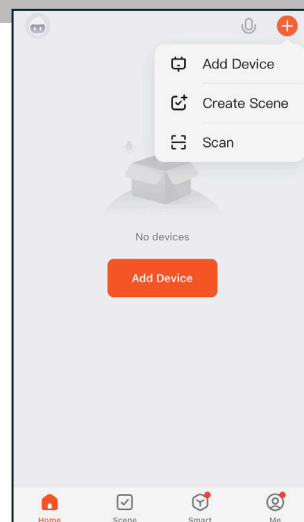 Add Device
Create Scene
Scan
No devices
Add Device
Home
Scene
Smart
Me